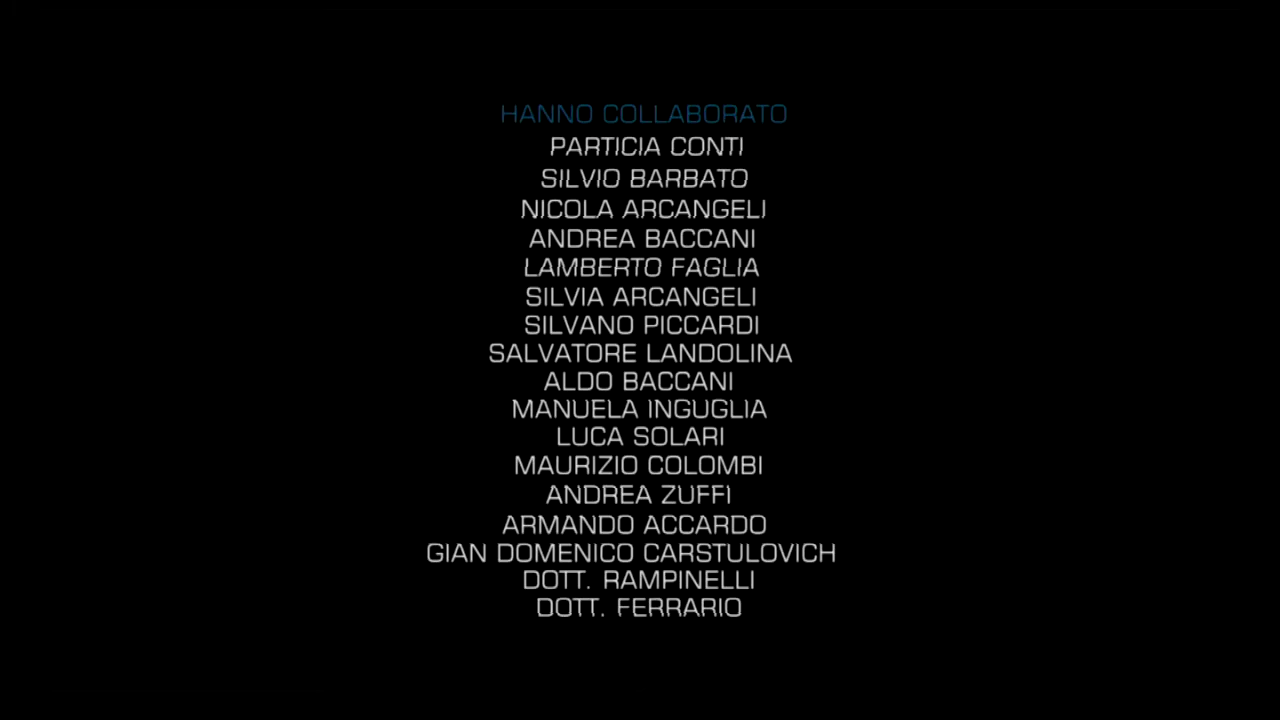 HANNO COLLABORATO
PARTICIA CONTI
SILVIO BARBATO
NICOLA ARCANGELI
ANDREA BACCANI
LAMBERTO FAGLIA
SILVIA ARCANGELI
SILVANO PICCARDI
SALVATORE LANDOLINA
ALDO BACCANI
MANUELA INGUGLIA
LUCA SOLARI
MAURIZIO COLOMBI
ANDREA ZUFFI
ARMANDO ACCARDO
GIAN DOMENICO CARSTULOVICH
DOTT. RAMPINELLI
DOTT. FERRARIO